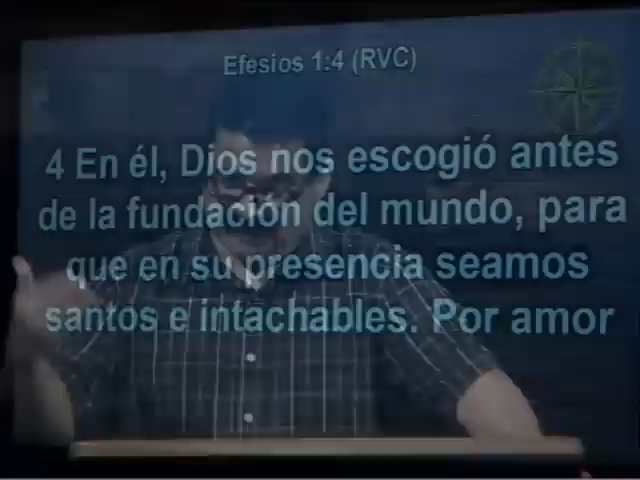 Efesios 1:4 (RVC)
4 En él, Dios nos escogió antes
de la fundación del mundo, para
que en su presencia seamos
santos e intachables. Por amor